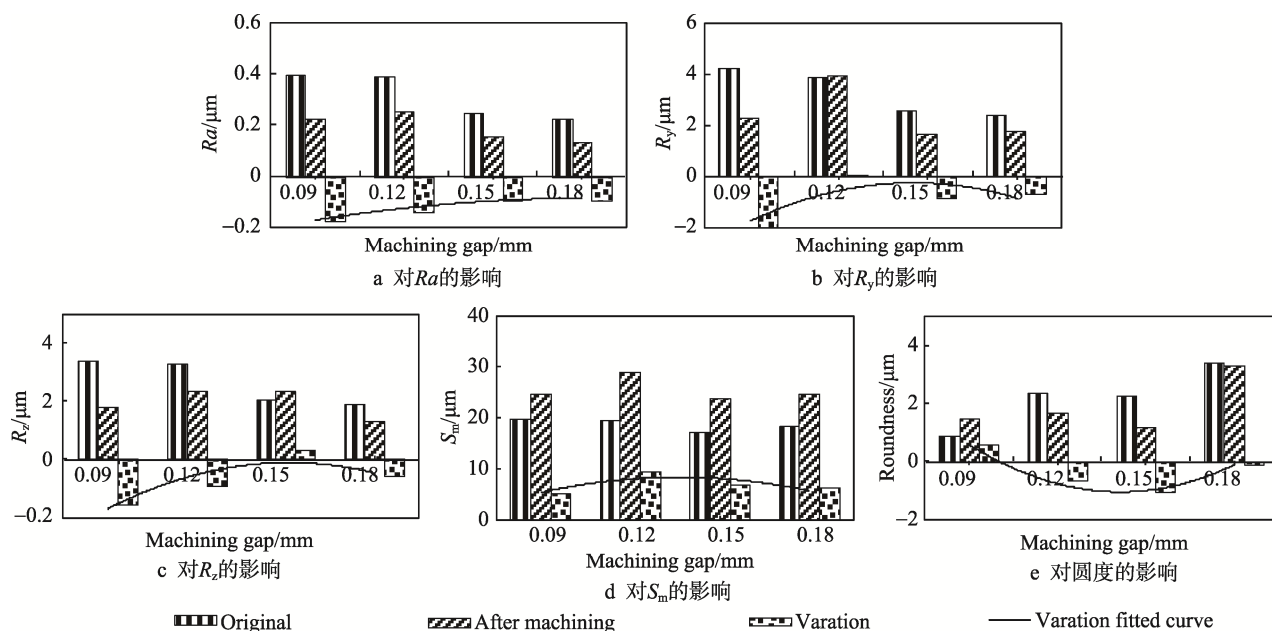 0.6
0.4
0.2
0
−0.2
Ra/μm
0.09 0.12 0.15 0.18
Machining gap/mm
a 对Ra的影响
6
4
2
0
−2
Ry/μm
0.09 0.12 0.15 0.18
Machining gap/mm
b 对Ry的影响
4
2
0
−0.2
Rz/μm
0.09 0.12 0.15 0.18
Machining gap/mm
c 对Rz的影响
40
30
20
10
0
Sm/μm
0.09 0.12 0.15 0.18
Machining gap/mm
d 对Sm的影响
4
2
0
−2
Roundness/μm
0.09 0.12 0.15 0.18
Machining gap/mm
e 对圆度的影响
Original After machining Varation Varation fitted curve